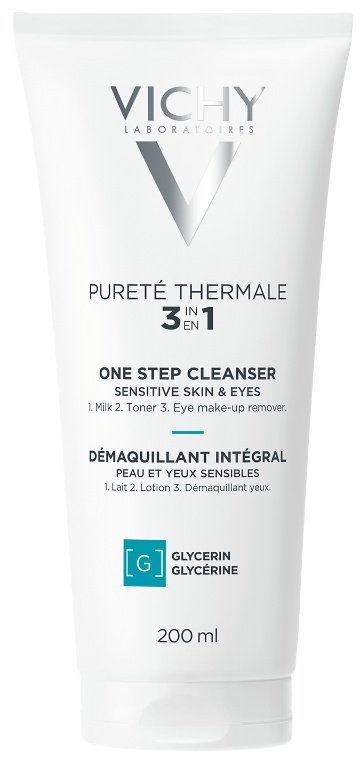 VICHY
LABORATOIRES
V
PURETÉ THERMALE
3 IN EN 1
ONE STEP CLEANSER
SENSITIVE SKIN & EYES
1. Milk 2. Toner 3. Eye make-up remover.
DÉMAQUILLANT INTÉGRAL
PEAU ET YEUX SENSIBLES
1. Lait 2. Lotion 3. Démaquillant yeux.
[G] GLYCERIN
GLYCÉRINE
200 ml